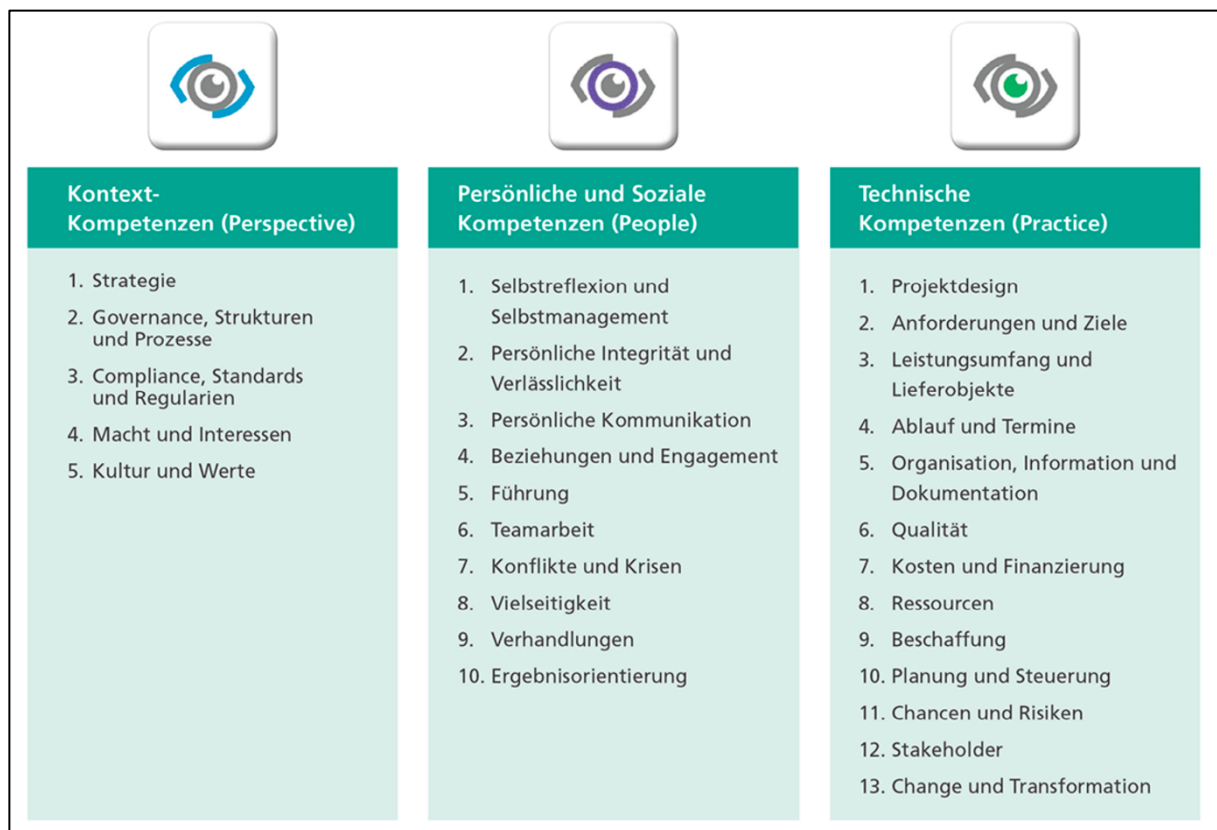 Kontext-
Kompetenzen (Perspective)
1. Strategie
2. Governance, Strukturen
und Prozesse
3. Compliance, Standards
und Regularien
4. Macht und Interessen
5. Kultur und Werte
Persönliche und Soziale
Kompetenzen (People)
1. Selbstreflexion und
Selbstmanagement
2. Persönliche Integrität und
Verlässlichkeit
3. Persönliche Kommunikation
4. Beziehungen und Engagement
5. Führung
6. Teamarbeit
7. Konflikte und Krisen
8. Vielseitigkeit
9. Verhandlungen
10. Ergebnisorientierung
Technische
Kompetenzen (Practice)
1. Projektdesign
2. Anforderungen und Ziele
3. Leistungsumfang und
Lieferobjekte
4. Ablauf und Termine
5. Organisation, Information und
Dokumentation
6. Qualität
7. Kosten und Finanzierung
8. Ressourcen
9. Beschaffung
10. Planung und Steuerung
11. Chancen und Risiken
12. Stakeholder
13. Change und Transformation